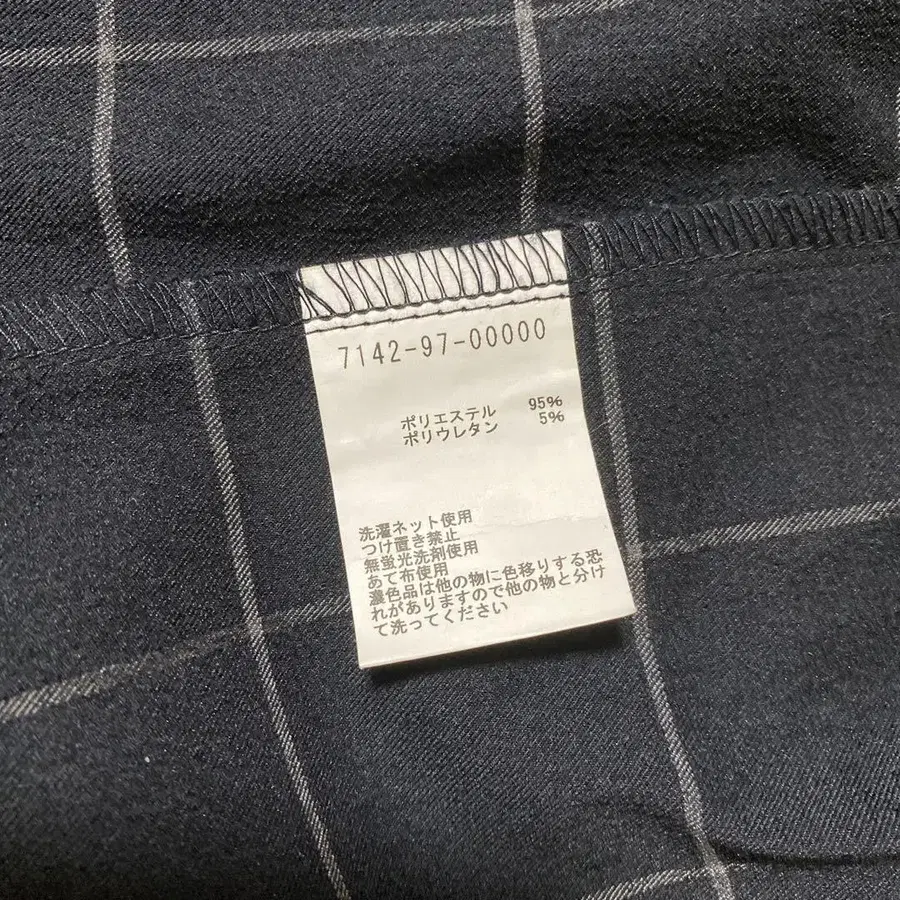 7142-97-00000
ポリエステル 95%
ポリウレタン 5%
洗濯ネット使用
つけ置き禁止
無蛍光洗剤使用
あて布使用
濃色品は他の物に色移りする恐
れがありますので他の物と分け
て洗ってください